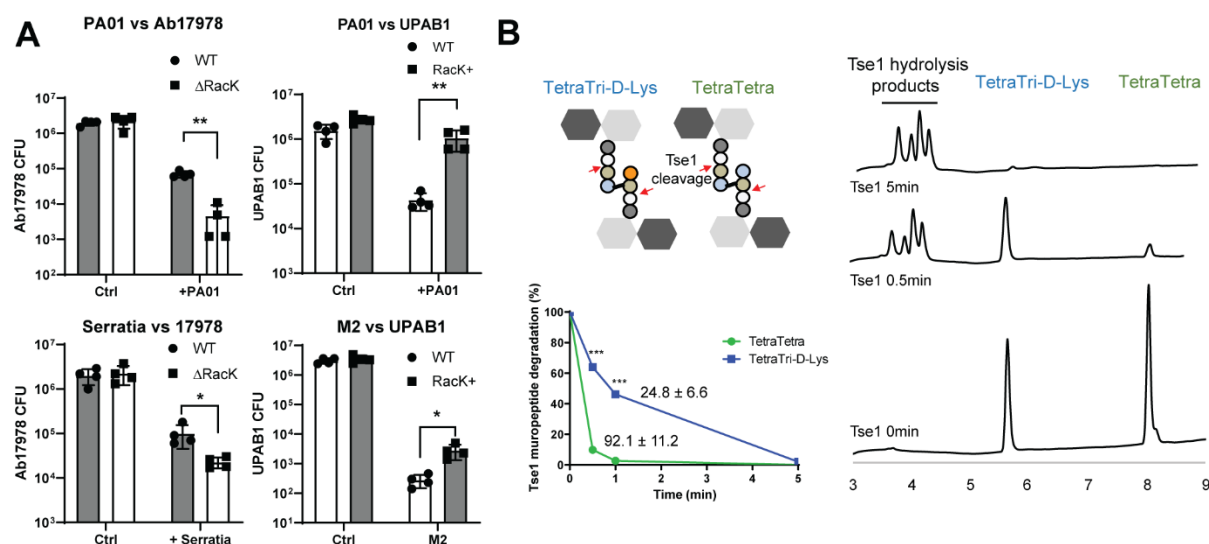 A
PA01 vs Ab17978
WT
ΔRacK
**
Ab17978 CFU
10⁷
10⁶
10⁵
10⁴
10³
10²
Ctrl
+PA01
PA01 vs UPAB1
WT
RacK+
**
UPAB1 CFU
10⁷
10⁶
10⁵
10⁴
10³
Ctrl
+PA01
Serratia vs 17978
WT
ΔRacK
*
Ab17978 CFU
10⁷
10⁶
10⁵
10⁴
10³
Ctrl
+ Serratia
M2 vs UPAB1
WT
RacK+
*
UPAB1 CFU
10⁷
10⁶
10⁵
10⁴
10³
10²
10¹
Ctrl
M2
B
TetraTri-D-Lys
TetraTetra
Tse1
cleavage
Tse1 muropeptide degradation (%)
100
80
60
40
20
0
***
***
24.8 ± 6.6
92.1 ± 11.2
TetraTetra
TetraTri-D-Lys
0 1 2 3 4 5
Time (min)
Tse1 hydrolysis
products
TetraTri-D-Lys
TetraTetra
Tse1 5min
Tse1 0.5min
Tse1 0min
3 4 5 6 7 8 9